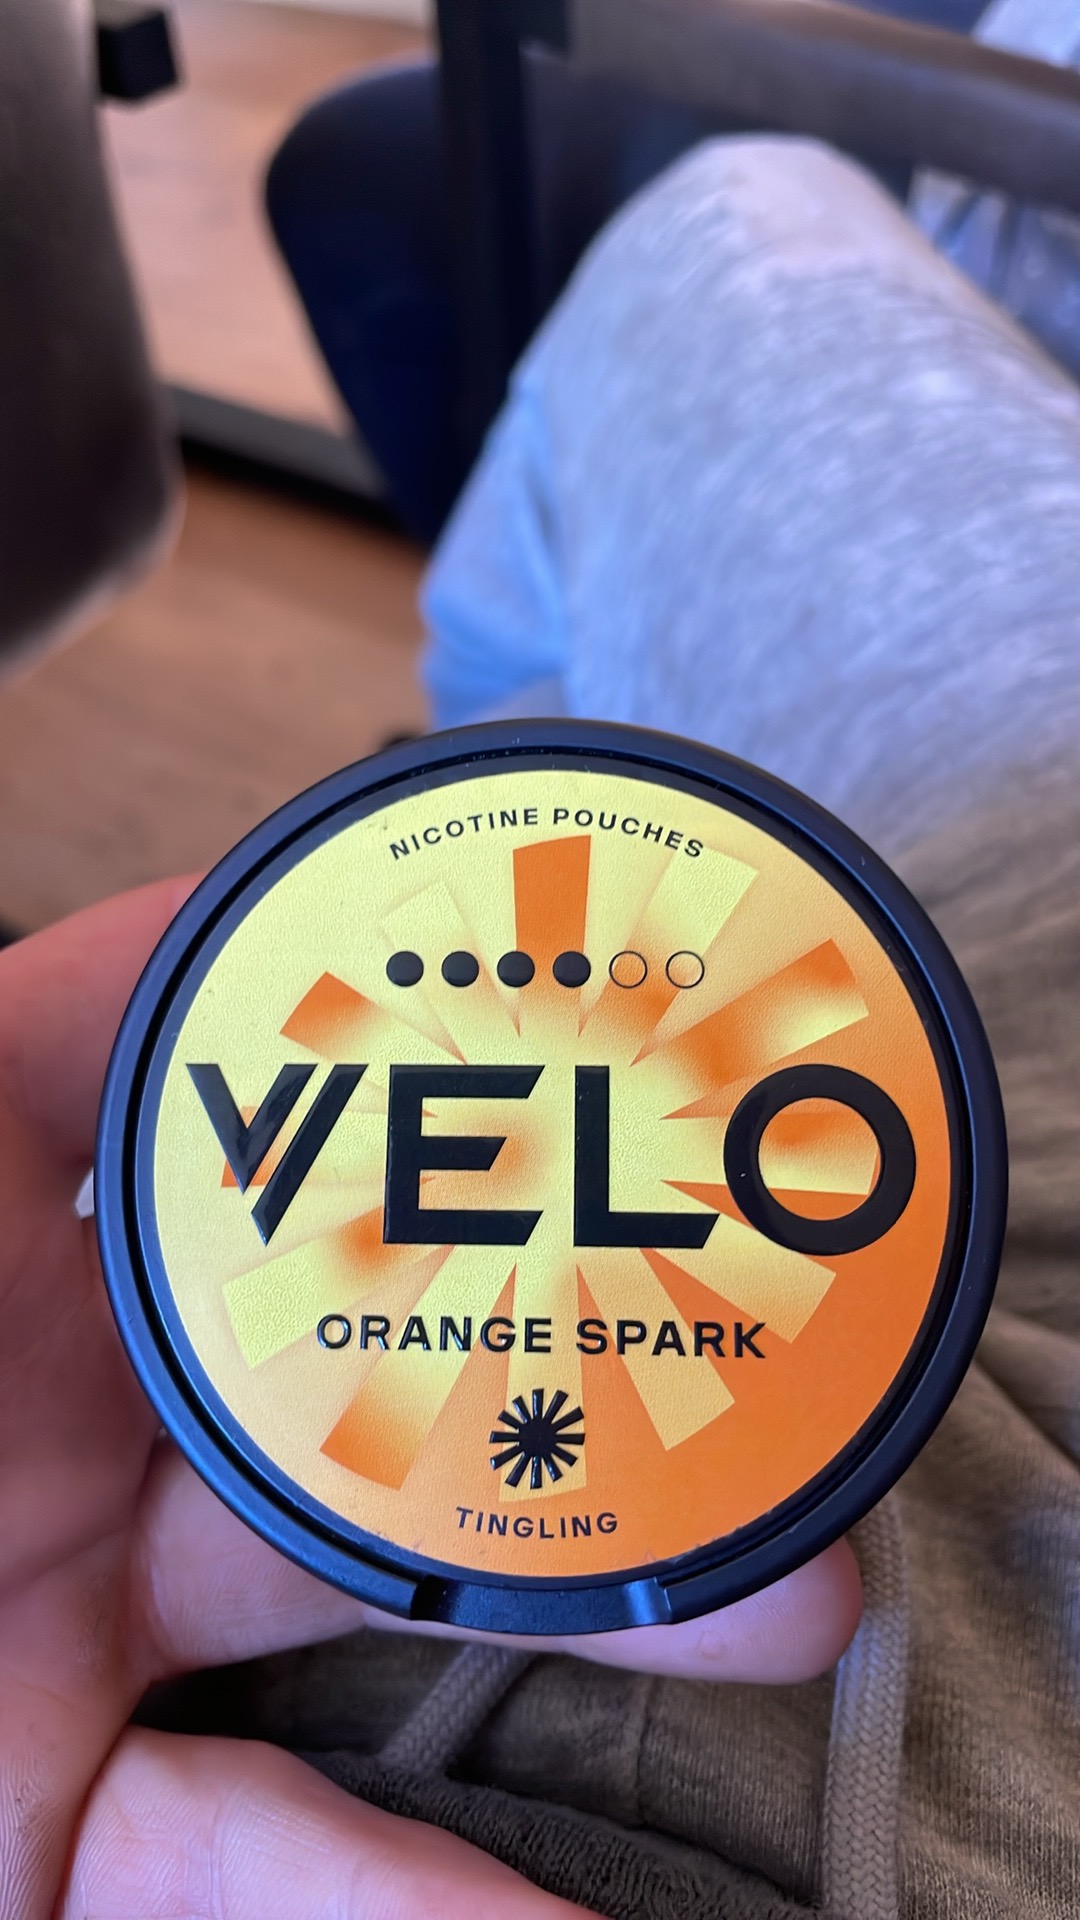 NICOTINE POUCHES
VELO
ORANGE SPARK
TINGLING